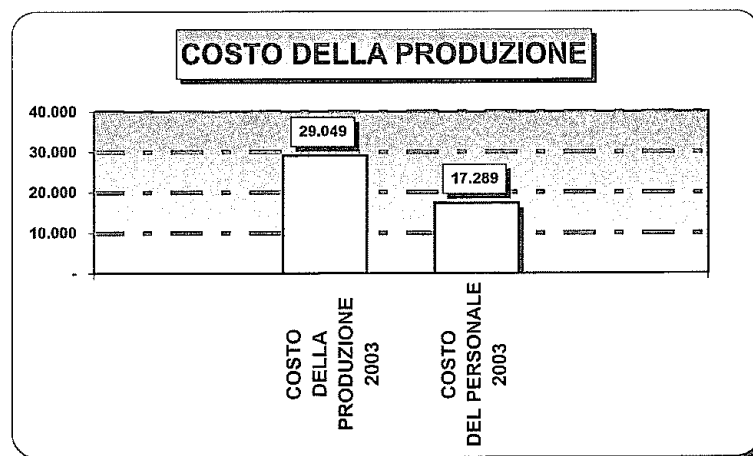 COSTO DELLA PRODUZIONE
40.000
30.000
20.000
10.000
-
29.049
17.289
COSTO
DELLA
PRODUZIONE
2003
COSTO
DEL PERSONALE
2003